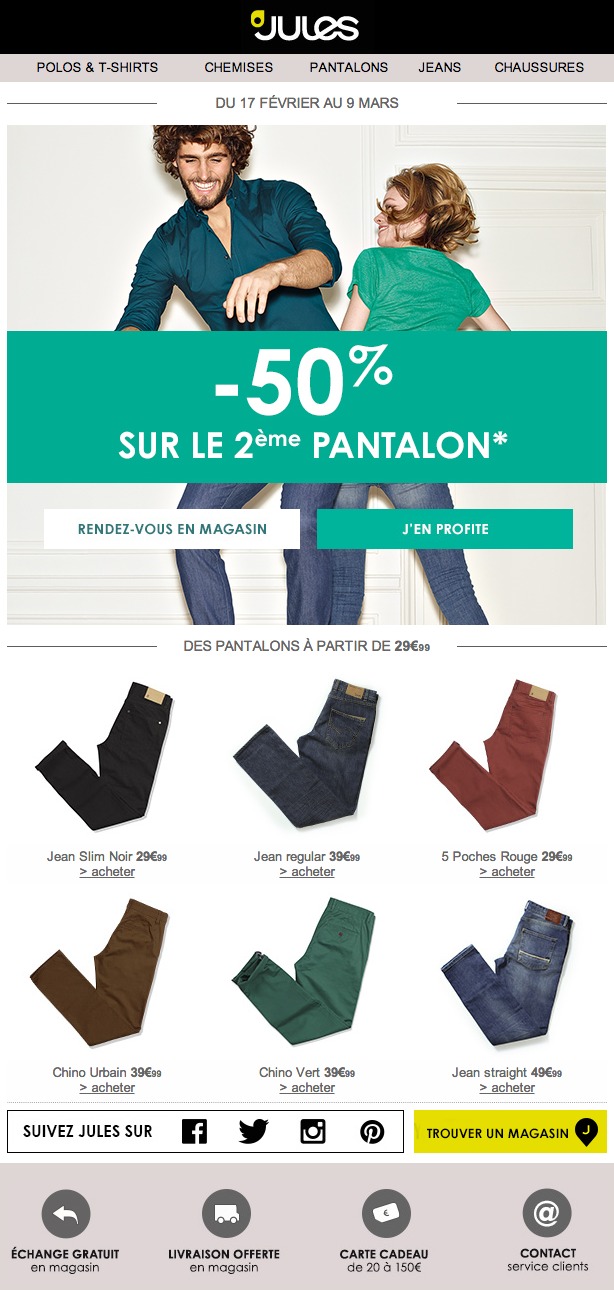 JULES
POLOS & T-SHIRTS CHEMISES PANTALONS JEANS CHAUSSURES
DU 17 FÉVRIER AU 9 MARS
-50%
SUR LE 2ème PANTALON*
RENDEZ-VOUS EN MAGASIN J'EN PROFITE
DES PANTALONS À PARTIR DE 29€99
Jean Slim Noir 29€99 Jean regular 39€99 5 Poches Rouge 29€99
> acheter > acheter > acheter
Chino Urbain 39€99 Chino Vert 39€99 Jean straight 49€99
> acheter > acheter > acheter
SUIVEZ JULES SUR TROUVER UN MAGASIN J
ÉCHANGE GRATUIT LIVRAISON OFFERTE CARTE CADEAU CONTACT
en magasin en magasin de 20 à 150€ service clients